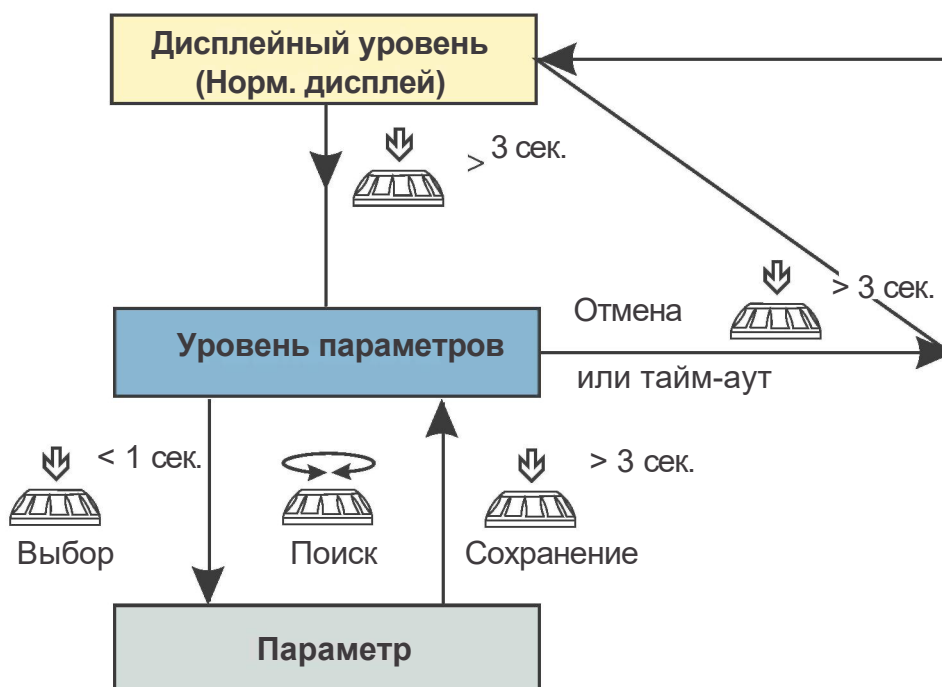 Дисплейный уровень
(Норм. дисплей)
> 3 сек.
> 3 сек.
Отмена
Уровень параметров
или тайм-аут
< 1 сек.
> 3 сек.
Выбор
Поиск
Сохранение
Параметр